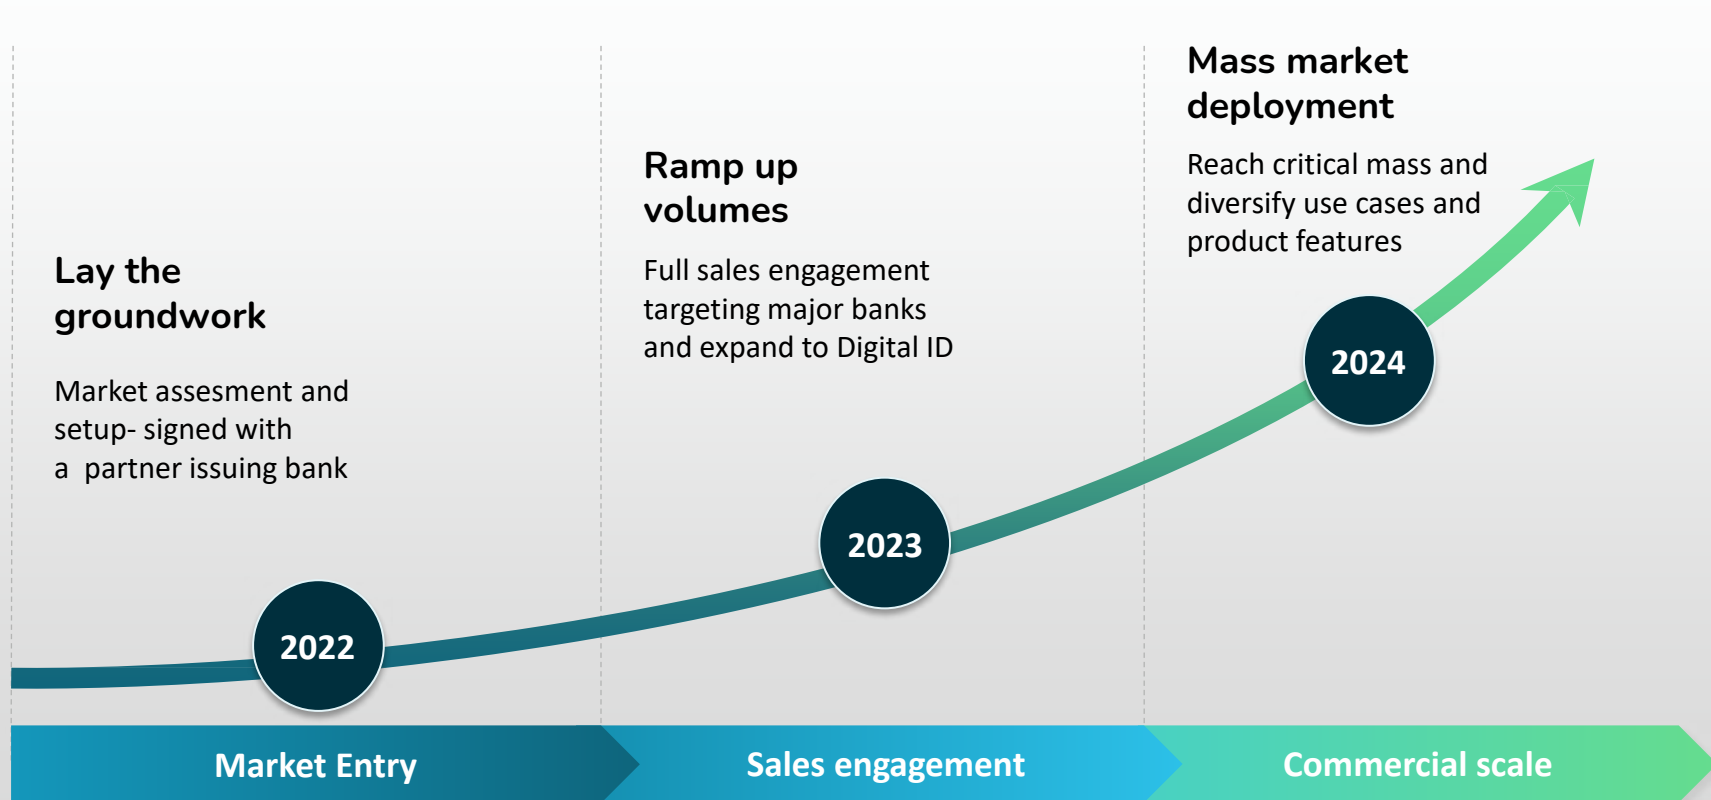 Lay the
groundwork
Market assesment and
setup- signed with
a  partner issuing bank
2022
Market Entry
Ramp up
volumes
Full sales engagement
targeting major banks
and expand to Digital ID
2023
Sales engagement
Mass market
deployment
Reach critical mass and
diversify use cases and
product features
2024
Commercial scale